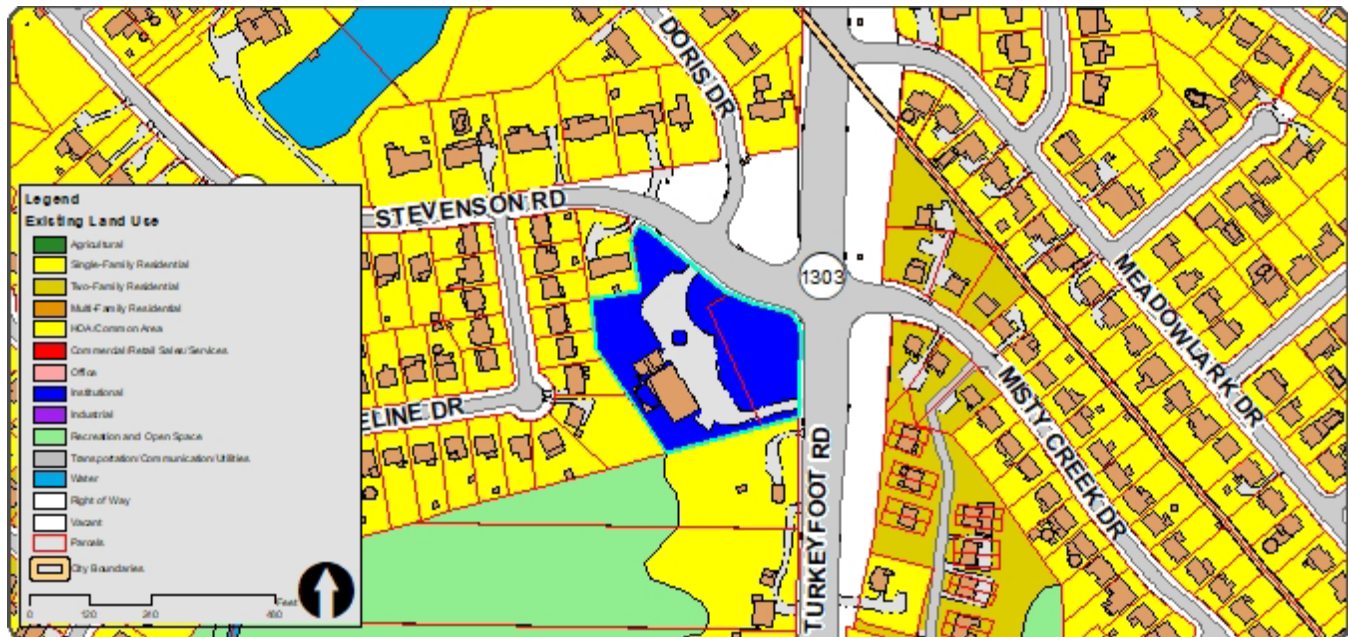 DORIS DR
Legend
Existing Land Use
Agricultural
Single-Family Residential
Two-Family Residential
Multi-Family Residential
HOA/Common Area
Commercial/Retail Sales/Services
Office
Institutional
Industrial
Recreation and Open Space
Transportation/Communication/Utilities
Water
Right of Way
Vacant
Parcels
City Boundaries
Feet
0 120 240 480
STEVENSON RD
1303
MEADOWLARK DR
MISTY CREEK DR
ELINE DR
TURKEYFOOT RD